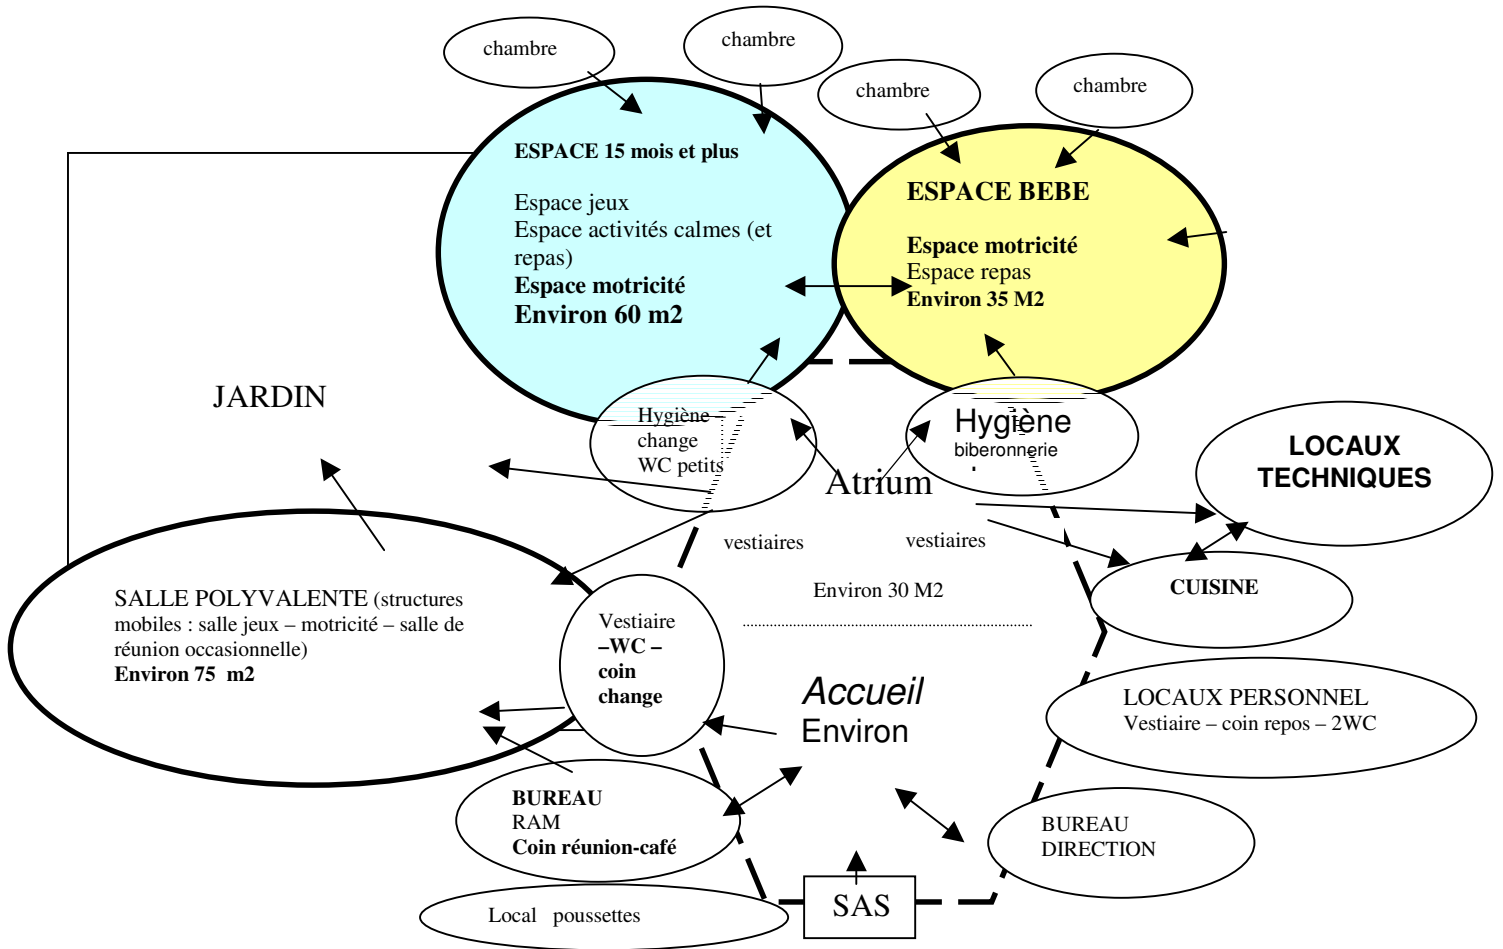 chambre
chambre
chambre
chambre
ESPACE 15 mois et plus
Espace jeux
Espace activités calmes (et
repas)
Espace motricité
Environ 60 m2
ESPACE BEBE
Espace motricité
Espace repas
Environ 35 M2
JARDIN
Hygiène
change
WC petits
Hygiène
biberonnerie
Atrium
LOCAUX
TECHNIQUES
vestiaires
vestiaires
Environ 30 M2
CUISINE
SALLE POLYVALENTE (structures
mobiles : salle jeux – motricité – salle de
réunion occasionnelle)
Environ 75 m2
Vestiaire
–WC –
coin
change
Accueil
Environ
LOCAUX PERSONNEL
Vestiaire – coin repos – 2WC
BUREAU
RAM
Coin réunion-café
BUREAU
DIRECTION
Local poussettes
SAS